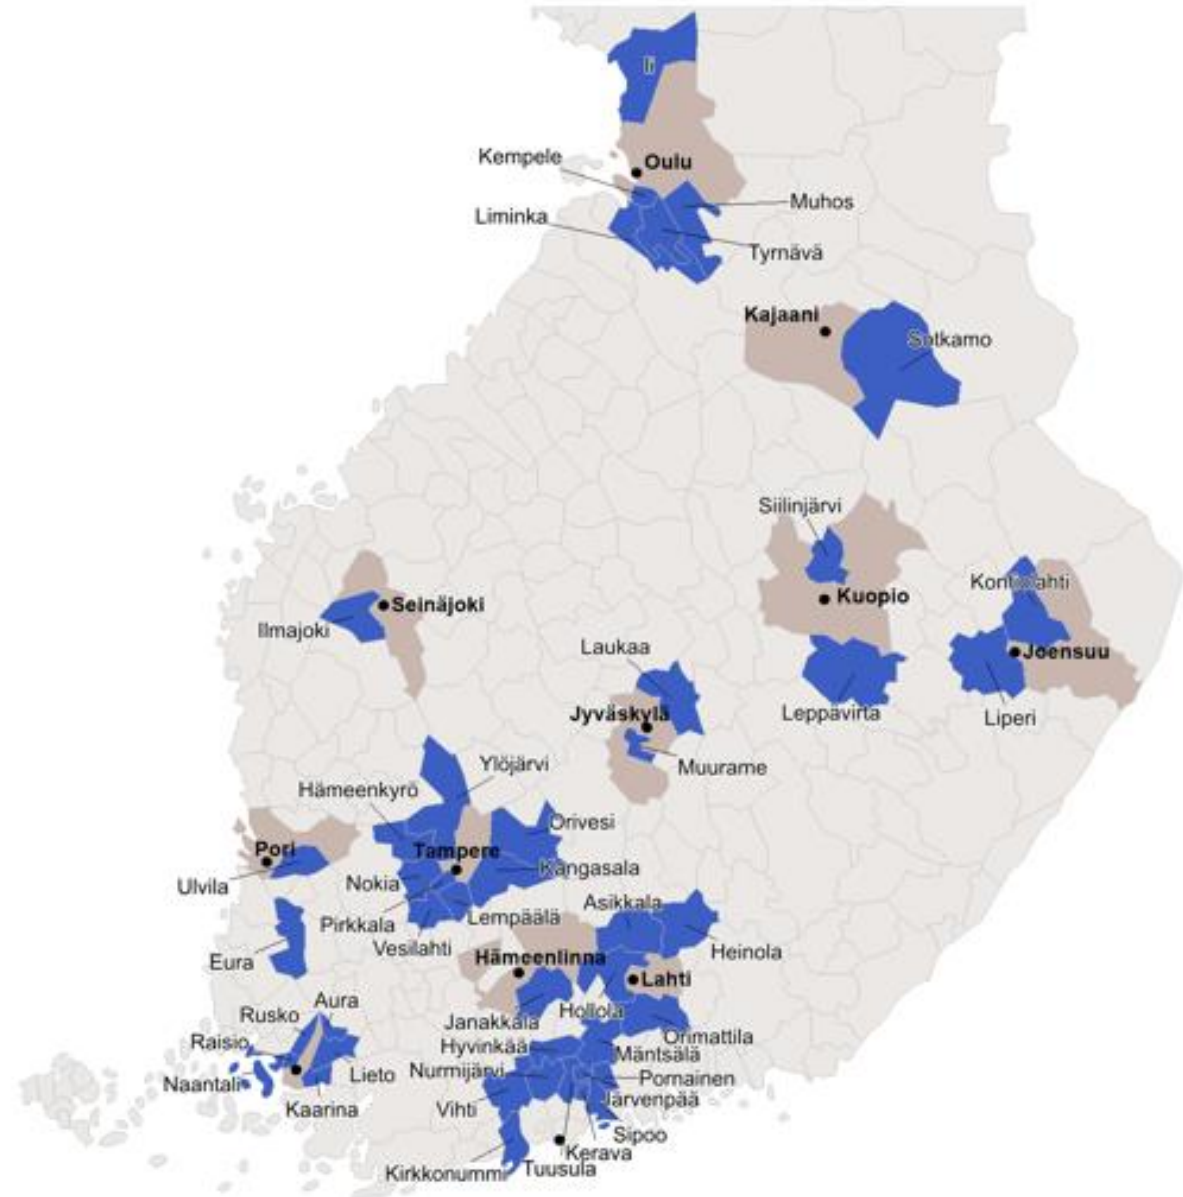 Ii
Kempele
Oulu
Muhos
Liminka
Tyrnävä
Kajaani
Sotkamo
Siilinjärvi
Kontiolahti
Kuopio
Seinäjoki
Ilmajoki
Laukaa
Joensuu
Jyväskylä
Leppävirta
Liperi
Muurame
Ylöjärvi
Hämeenkyrö
Orivesi
Pori
Tampere
Kangasala
Ulvila
Nokia
Asikkala
Pirkkala
Lempäälä
Vesilahti
Heinola
Hämeenlinna
Eura
Lahti
Aura
Rusko
Hollola
Janakkala
Orimattila
Raisio
Hyvinkää
Mäntsälä
Nurmijärvi
Pornainen
Lieto
Naantali
Järvenpää
Kaarina
Vihti
Sipoo
Kerava
Tuusula
Kirkkonummi